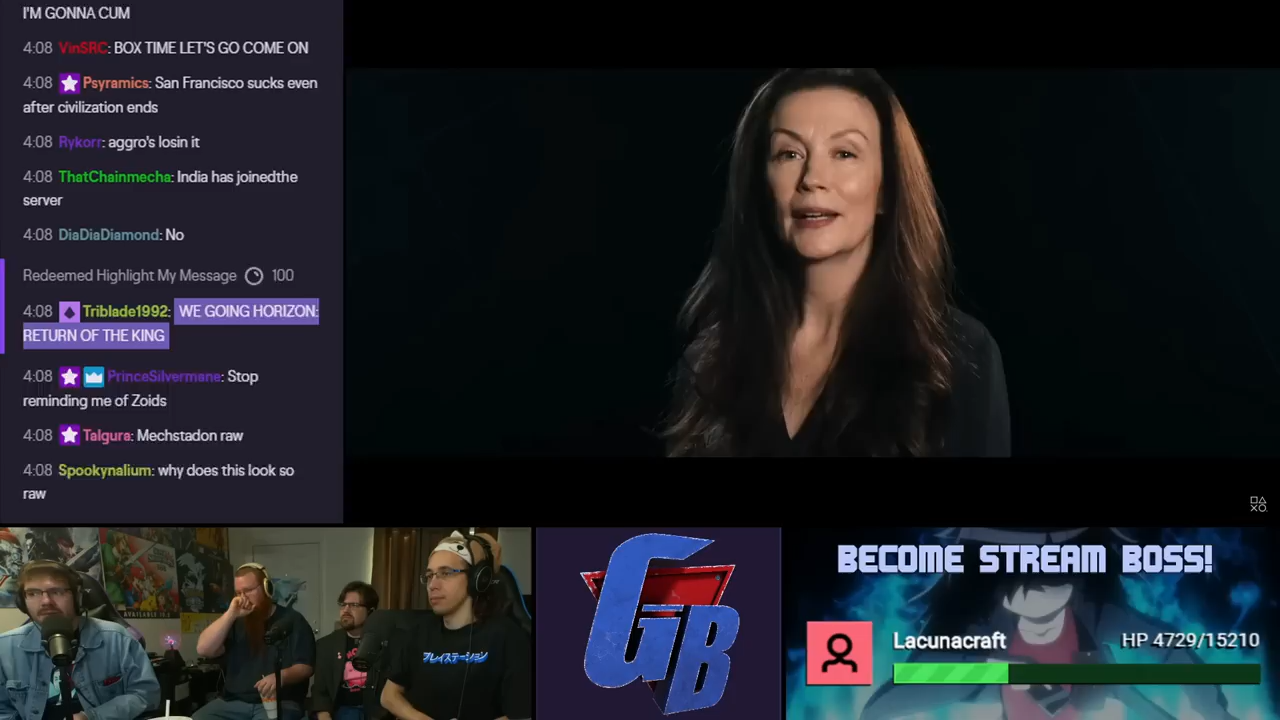 I'M GONNA CUM
4:08 VinSRC: BOX TIME LET'S GO COME ON
4:08 Psyramics: San Francisco sucks even
after civilization ends
4:08 Rykorr: aggro's losin it
4:08 ThatChainmecha: India has joinedthe
server
4:08 DiaDiaDiamond: No
Redeemed Highlight My Message 100
4:08 Triblade1992: WE GOING HORIZON:
RETURN OF THE KING
4:08 PrinceSilvermane: Stop
reminding me of Zoids
4:08 Talgura: Mechstadon raw
4:08 Spookynalium: why does this look so
raw
AVAILABLE
プレイステーション
GB
BECOME STREAM BOSS!
Lacunacraft HP 4729/15210